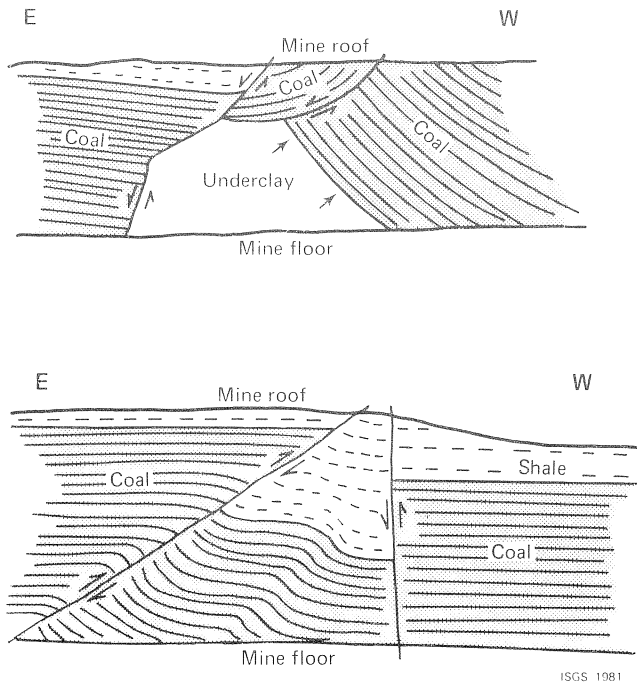 E W
Mine roof
Coal
Coal
Coal
Underclay
Mine floor
E W
Mine roof
Shale
Coal
Coal
Mine floor
ISGS 1981